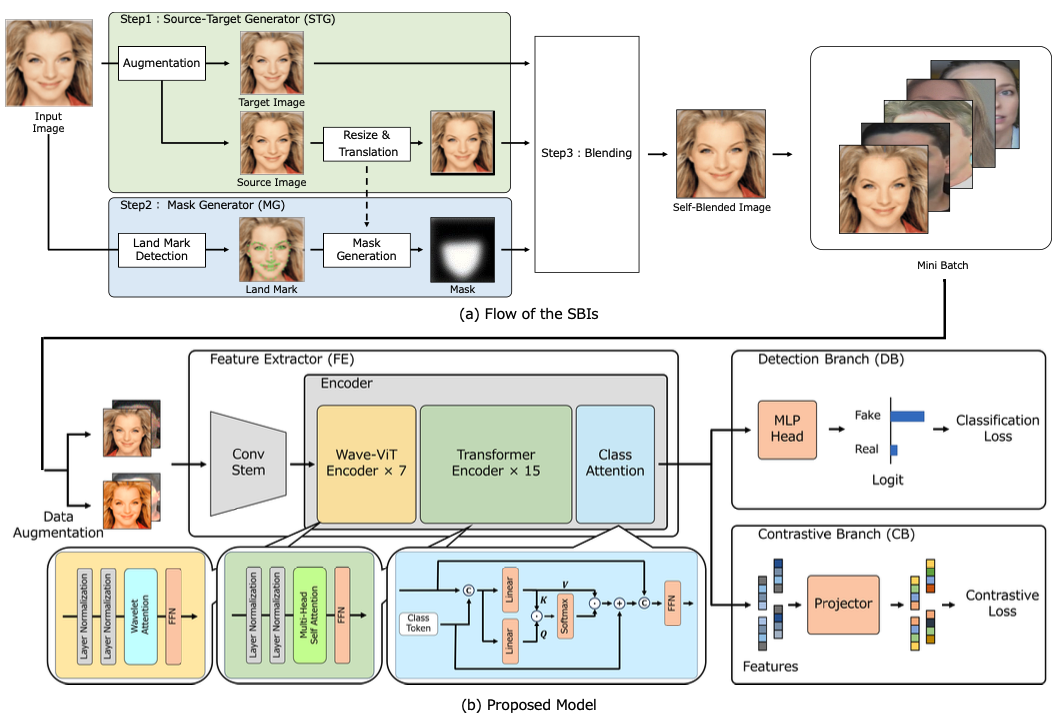 Step1 : Source-Target Generator (STG)
Augmentation
Target Image
Input
Image
Resize &
Translation
Source Image
Step2 : Mask Generator (MG)
Land Mark
Detection
Land Mark
Mask
Generation
Mask
Step3 : Blending
Self-Blended Image
Mini Batch
(a) Flow of the SBIs
Data
Augmentation
Feature Extractor (FE)
Encoder
Conv
Stem
Wave-ViT
Encoder × 7
Transformer
Encoder × 15
Class
Attention
Detection Branch (DB)
MLP
Head
Fake
Real
Logit
Classification
Loss
Contrastive Branch (CB)
Projector
Features
Contrastive
Loss
Layer Normalization
Layer Normalization
Wavelet
Attention
FFN
Layer Normalization
Layer Normalization
Multi-Head
Self Attention
FFN
Class
Token
C
Linear
Linear
V
K
Q
Softmax
C
FFN
(b) Proposed Model